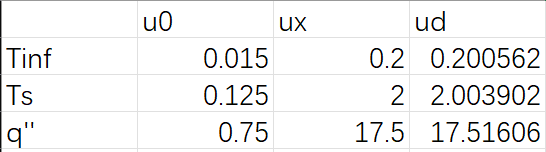 u0 ux ud
Tinf 0.015 0.2 0.200562
Ts 0.125 2 2.003902
q" 0.75 17.5 17.51606